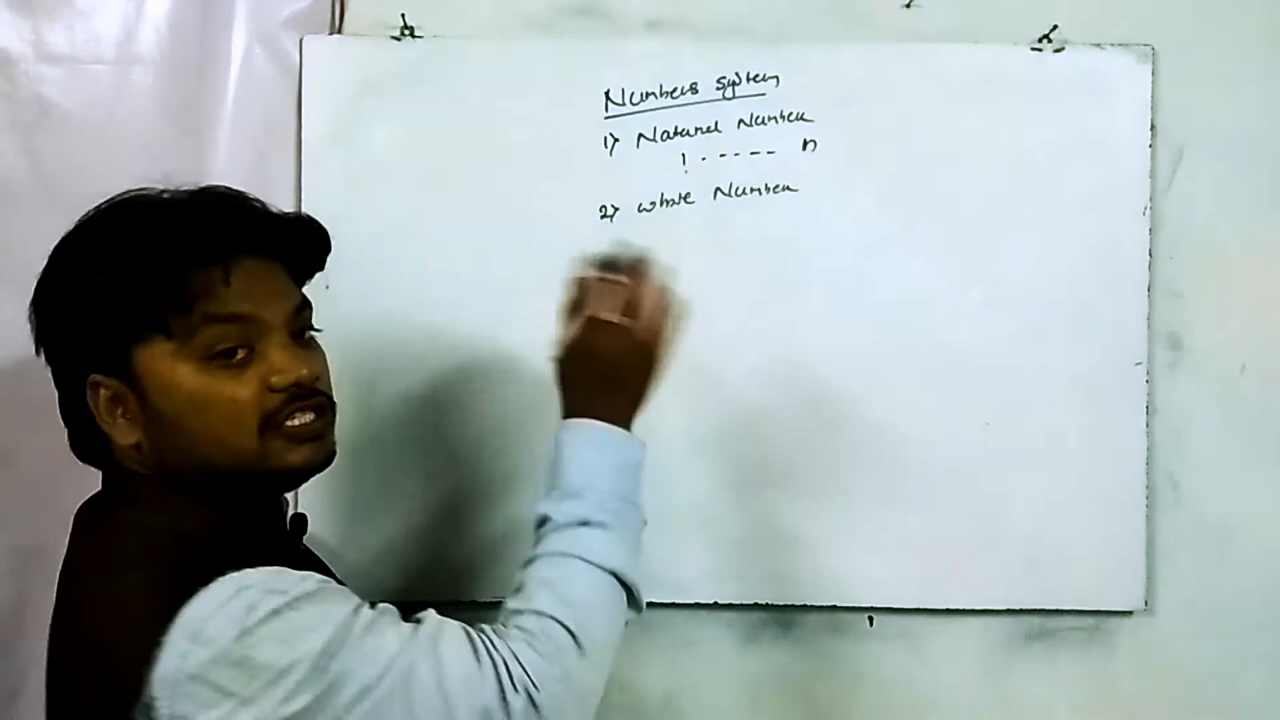 Numbers system
1) Natural Number
1 - - - - - n
2) whole Number